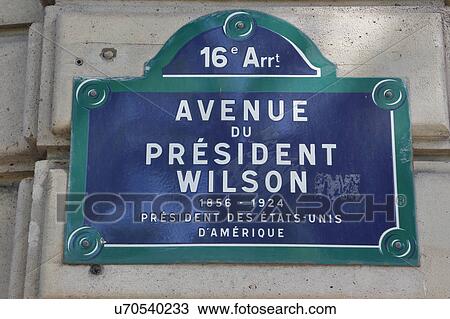 16e Arrt
AVENUE
DU
PRÉSIDENT
WILSON
1856 - 1924
PRÉSIDENT DES ÉTATS-UNIS
D'AMÉRIQUE
FOTOSEARCH
u70540233 www.fotosearch.com